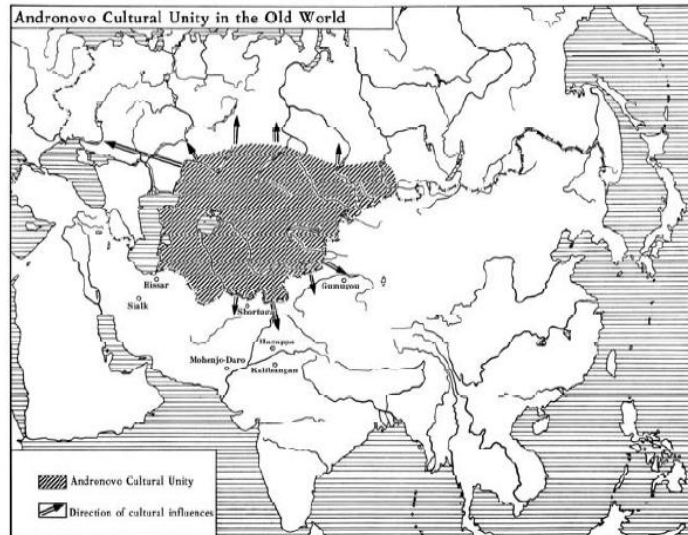 Andronovo Cultural Unity in the Old World
Hissar
Sialk
Shortugai
Gumugou
Harappa
Mohenjo-Daro
Kalibangan
Andrenovo Cultural Unity
Direction of cultural influences